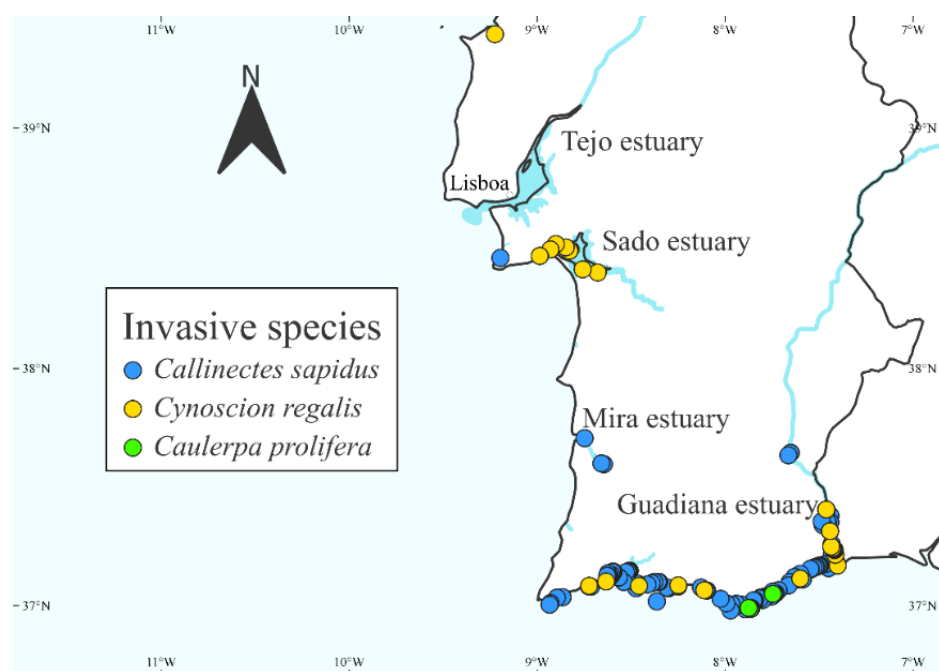 11°W 10°W 9°W 8°W 7°W
N
39°N 39°N
Tejo estuary
Lisboa
Sado estuary
Invasive species
Callinectes sapidus
Cynoscion regalis
Caulerpa prolifera
38°N 38°N
Mira estuary
Guadiana estuary
37°N 37°N
11°W 10°W 9°W 8°W 7°W